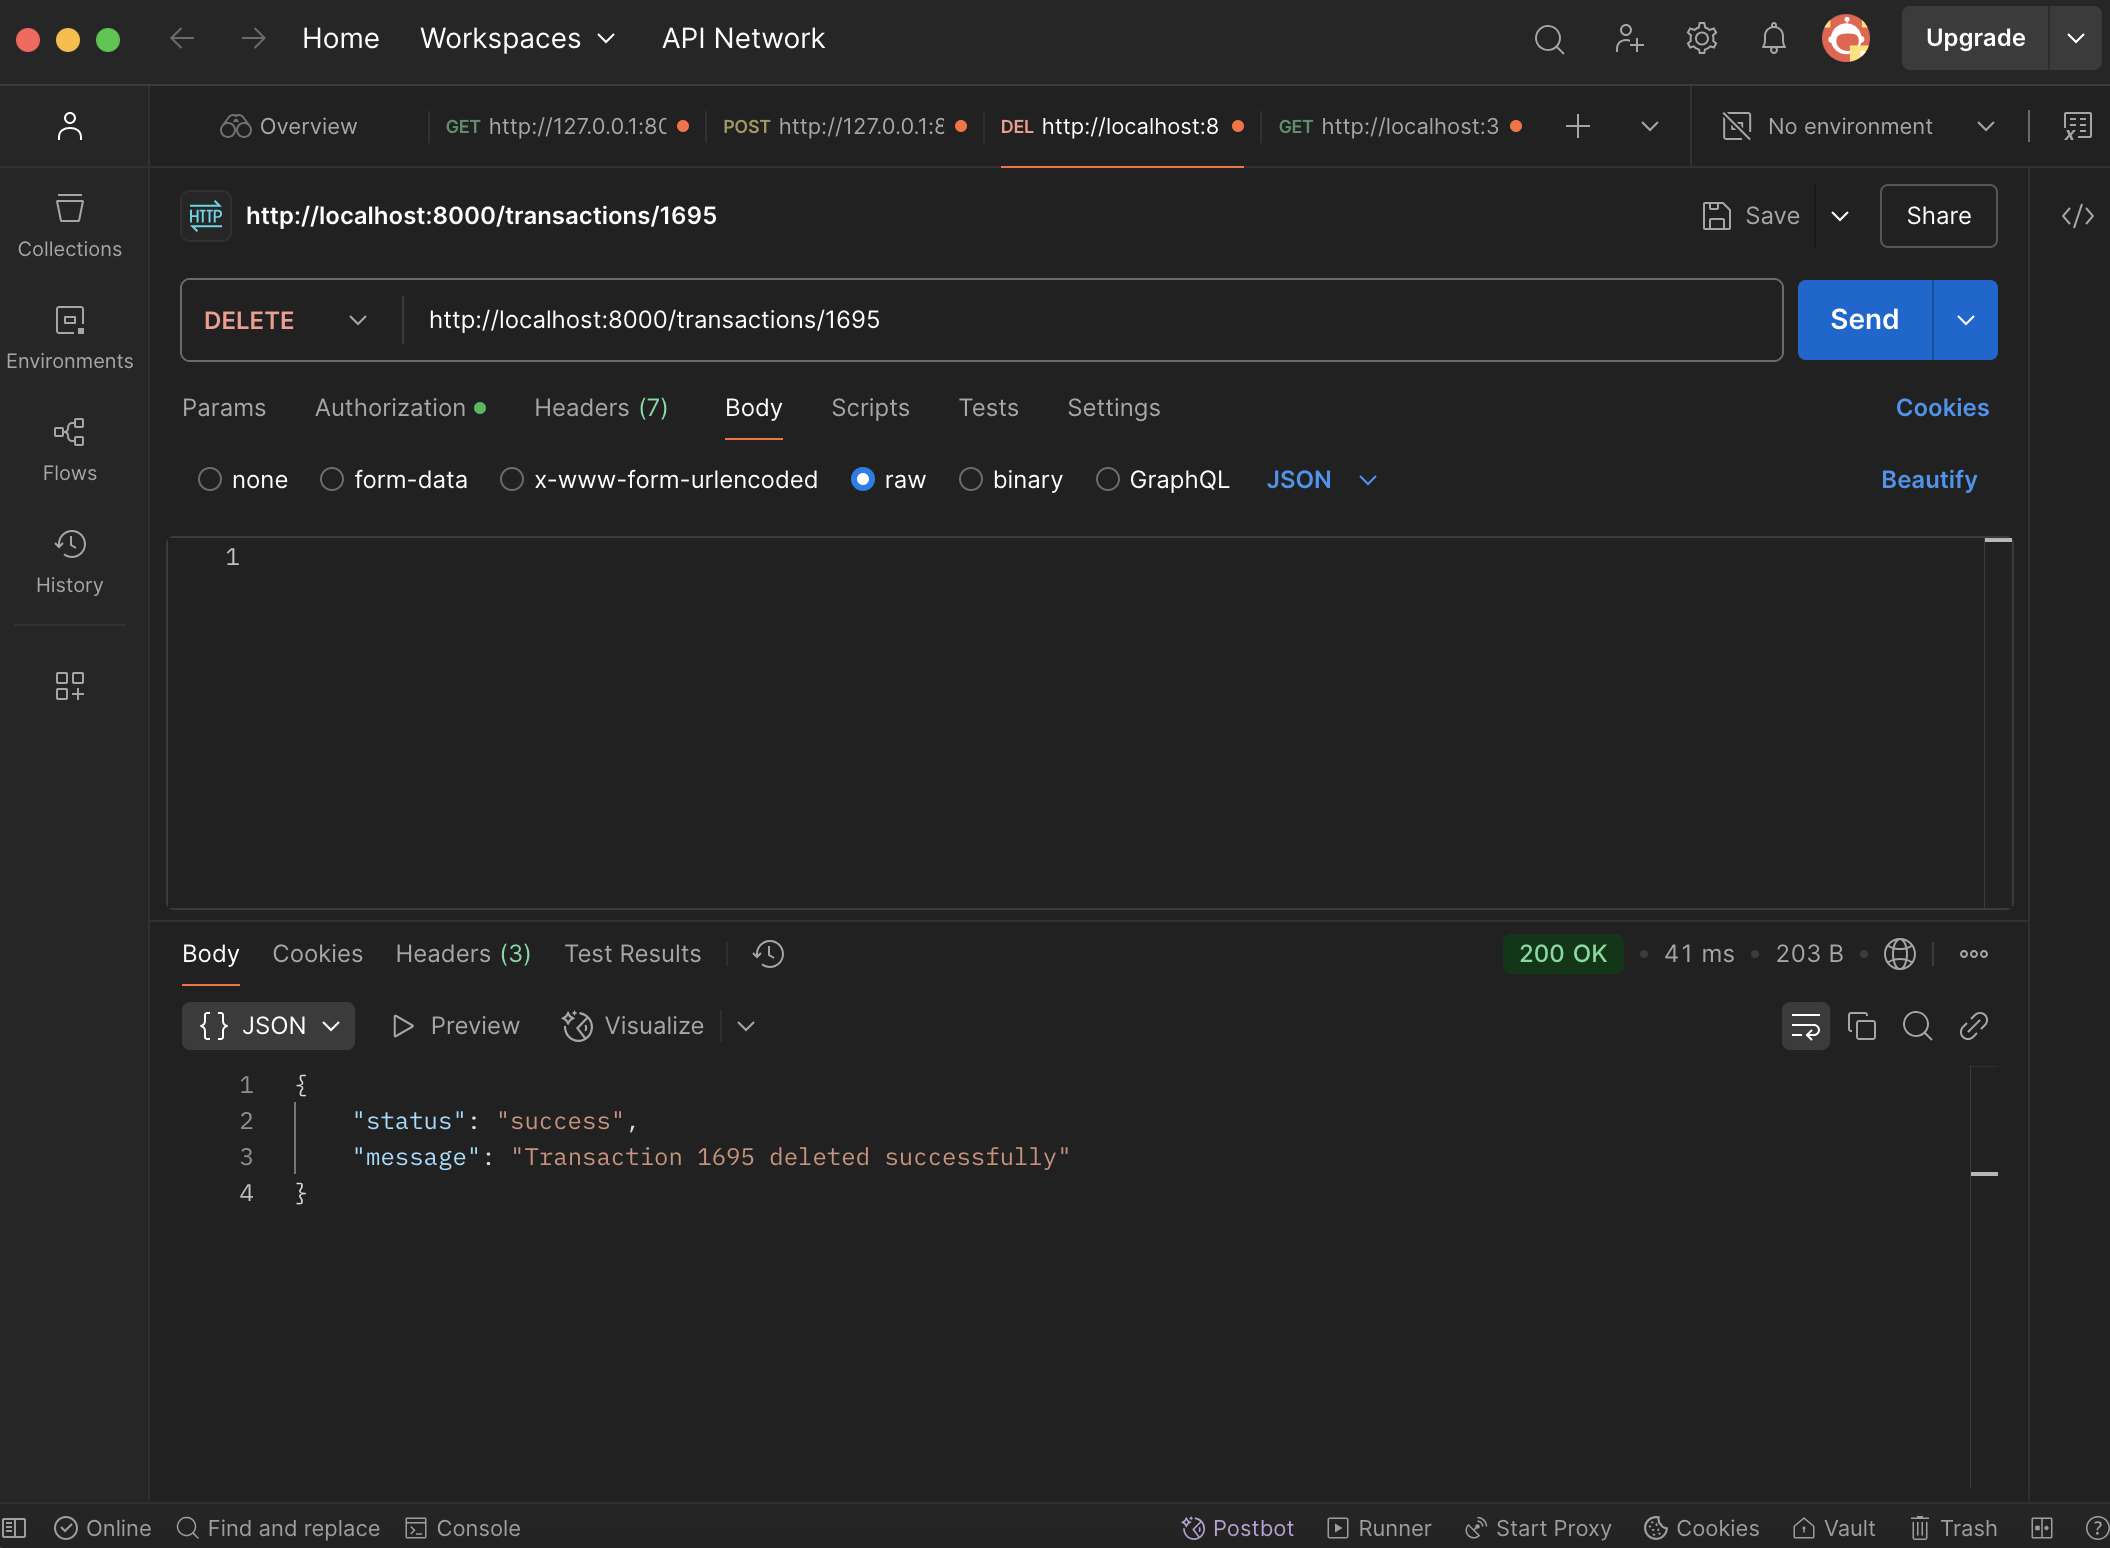 Home Workspaces API Network Upgrade
Overview GET http://127.0.0.1:80 POST http://127.0.0.1:8 DEL http://localhost:8 GET http://localhost:3 No environment
HTTP http://localhost:8000/transactions/1695 Save Share
Collections
Environments
Flows
History
DELETE http://localhost:8000/transactions/1695 Send
Params Authorization Headers (7) Body Scripts Tests Settings Cookies
none form-data x-www-form-urlencoded raw binary GraphQL JSON Beautify
1
Body Cookies Headers (3) Test Results 200 OK • 41 ms • 203 B •
{} JSON Preview Visualize
1 {
2 "status": "success",
3 "message": "Transaction 1695 deleted successfully"
4 }
Online Find and replace Console Postbot Runner Start Proxy Cookies Vault Trash